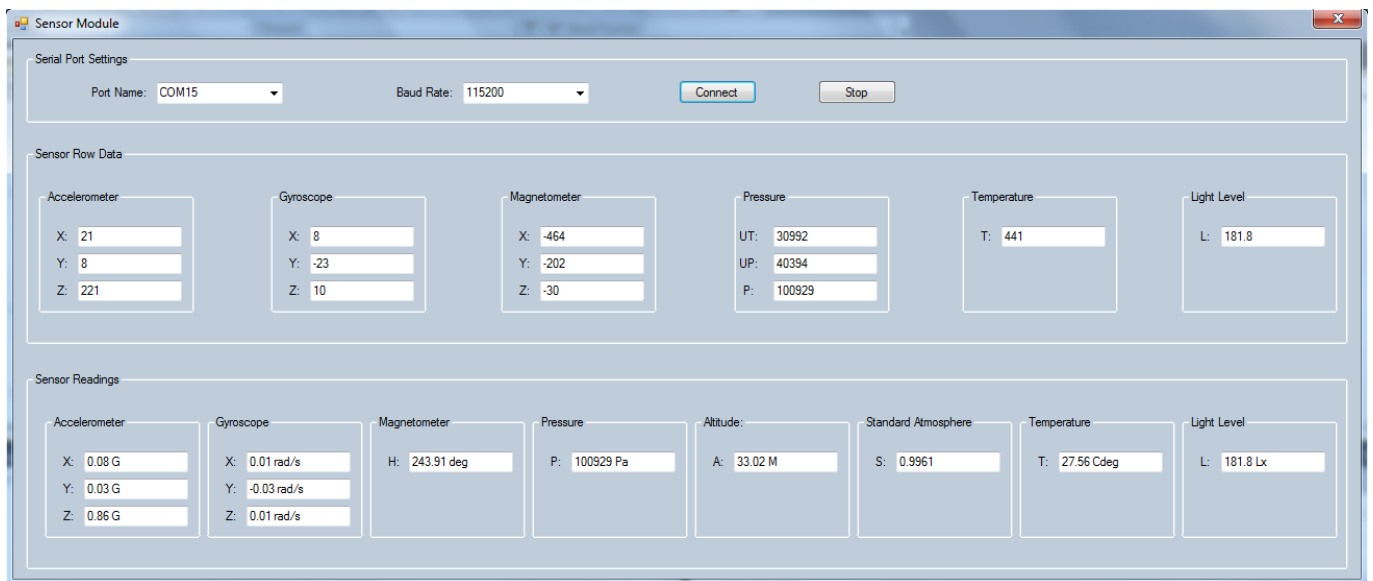 Sensor Module
Serial Port Settings
Port Name: COM15 Baud Rate: 115200 Connect Stop
Sensor Row Data
Accelerometer Gyroscope Magnetometer Pressure Temperature Light Level
X: 21 X: 8 X: -464 UT: 30992 T: 441 L: 181.8
Y: 8 Y: -23 Y: -202 UP: 40394
Z: 221 Z: 10 Z: -30 P: 100929
Sensor Readings
Accelerometer Gyroscope Magnetometer Pressure Altitude: Standard Atmosphere Temperature Light Level
X: 0.08 G X: 0.01 rad/s H: 243.91 deg P: 100929 Pa A: 33.02 M S: 0.9961 T: 27.56 Cdeg L: 181.8 Lx
Y: 0.03 G Y: -0.03 rad/s
Z: 0.86 G Z: 0.01 rad/s